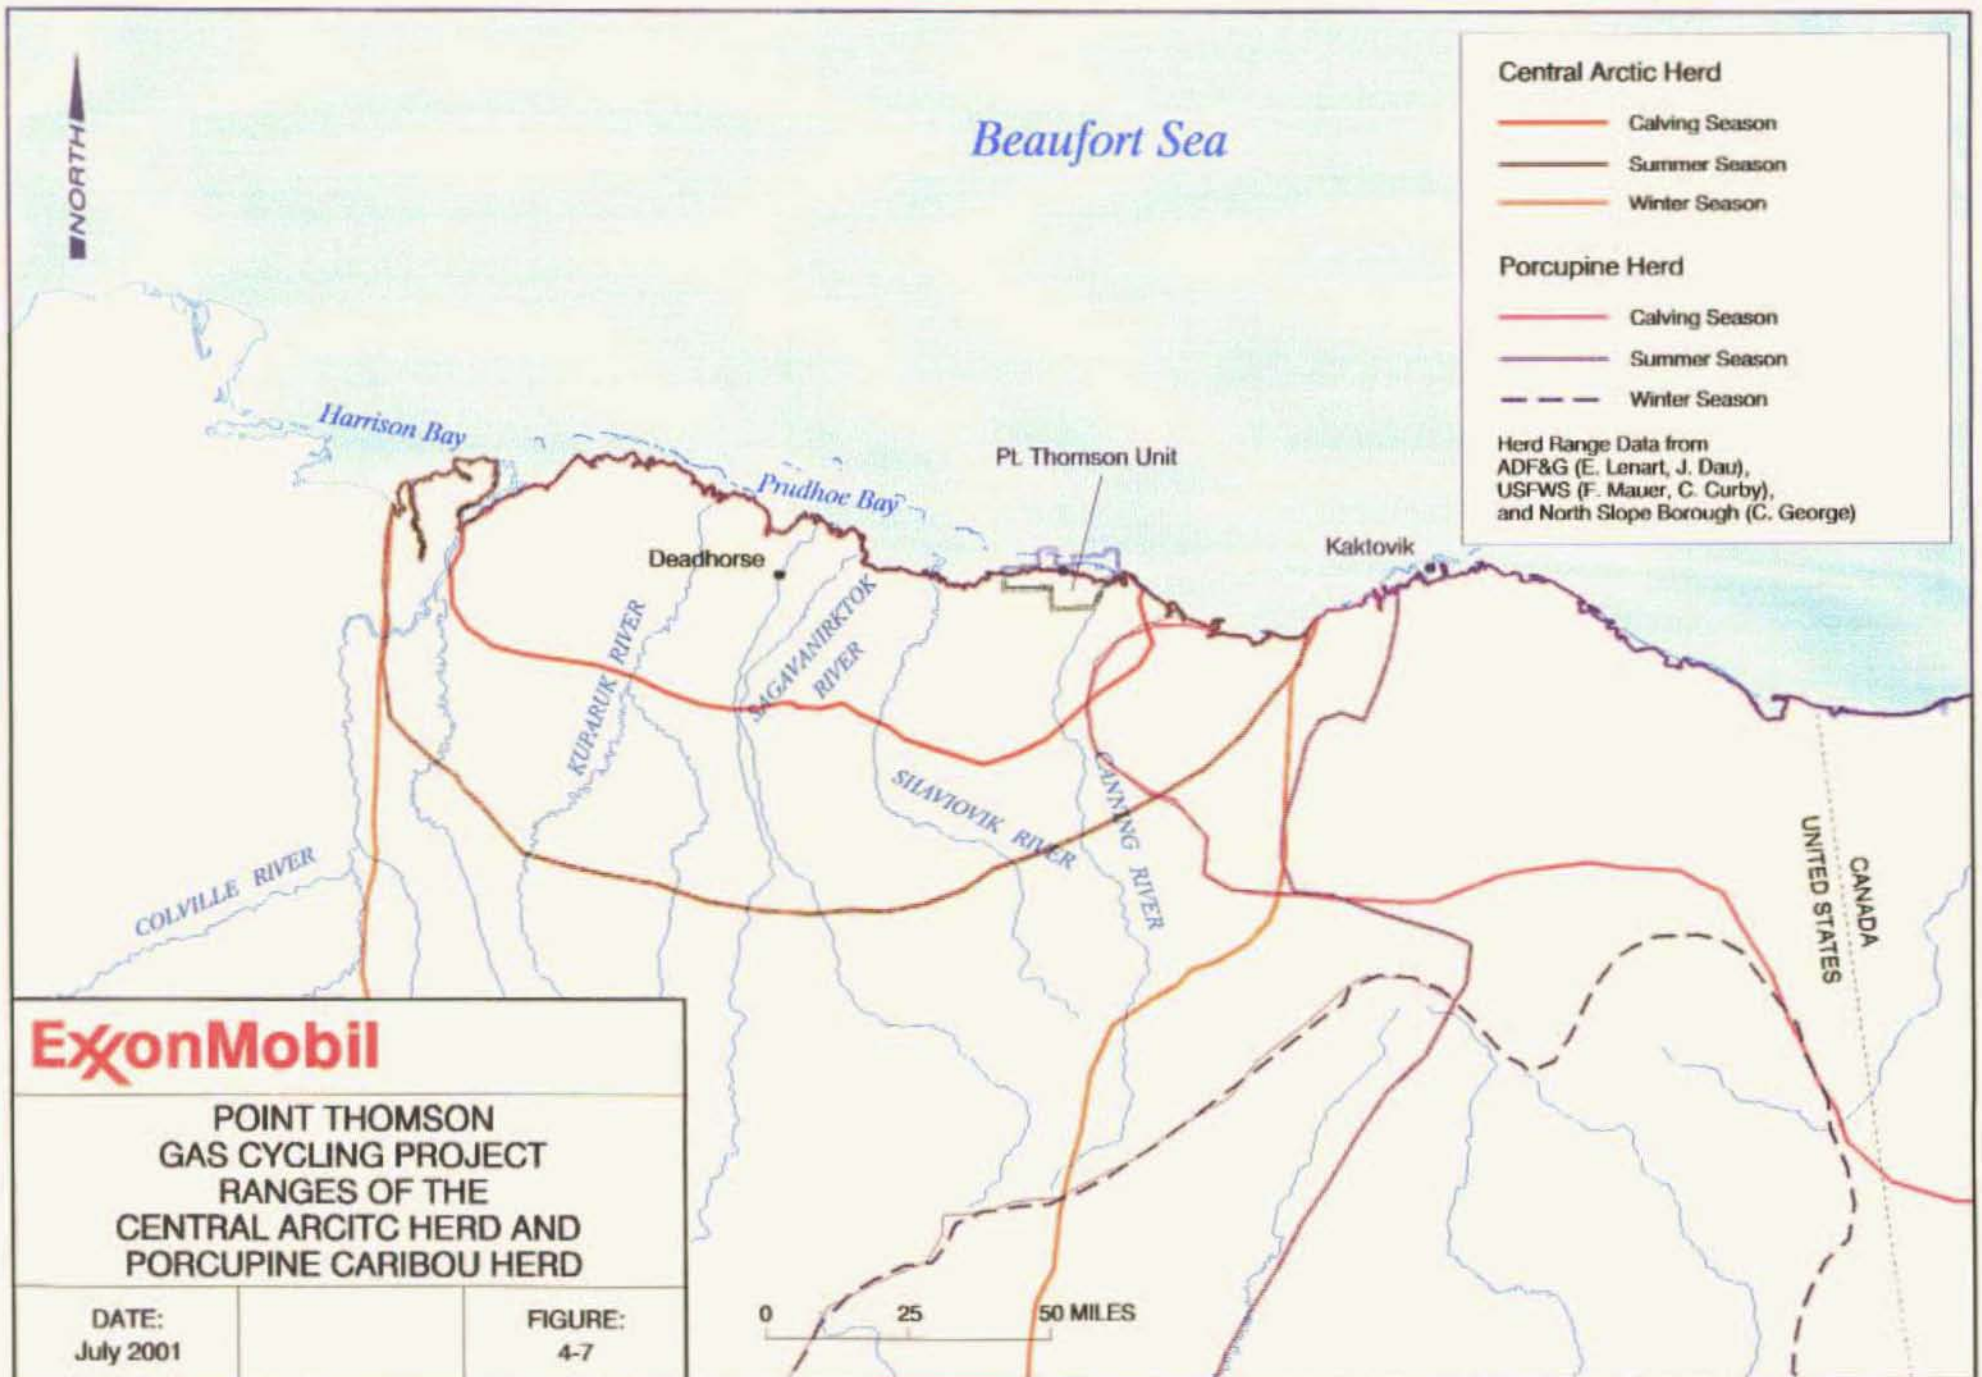 NORTH
Beaufort Sea
Central Arctic Herd
Calving Season
Summer Season
Winter Season
Porcupine Herd
Calving Season
Summer Season
Winter Season
Herd Range Data from
ADF&G (E. Lenart, J. Dau),
USFWS (F. Mauer, C. Curby),
and North Slope Borough (C. George)
Harrison Bay
Prudhoe Bay
Pt. Thomson Unit
Deadhorse
Kaktovik
KUPARUK RIVER
SAGAVANIRKTOK
RIVER
SHAVIOVIK RIVER
CANNING RIVER
COLVILLE RIVER
UNITED STATES
CANADA
ExxonMobil
POINT THOMSON
GAS CYCLING PROJECT
RANGES OF THE
CENTRAL ARCITC HERD AND
PORCUPINE CARIBOU HERD
DATE:
July 2001
FIGURE:
4-7
0 25 50 MILES